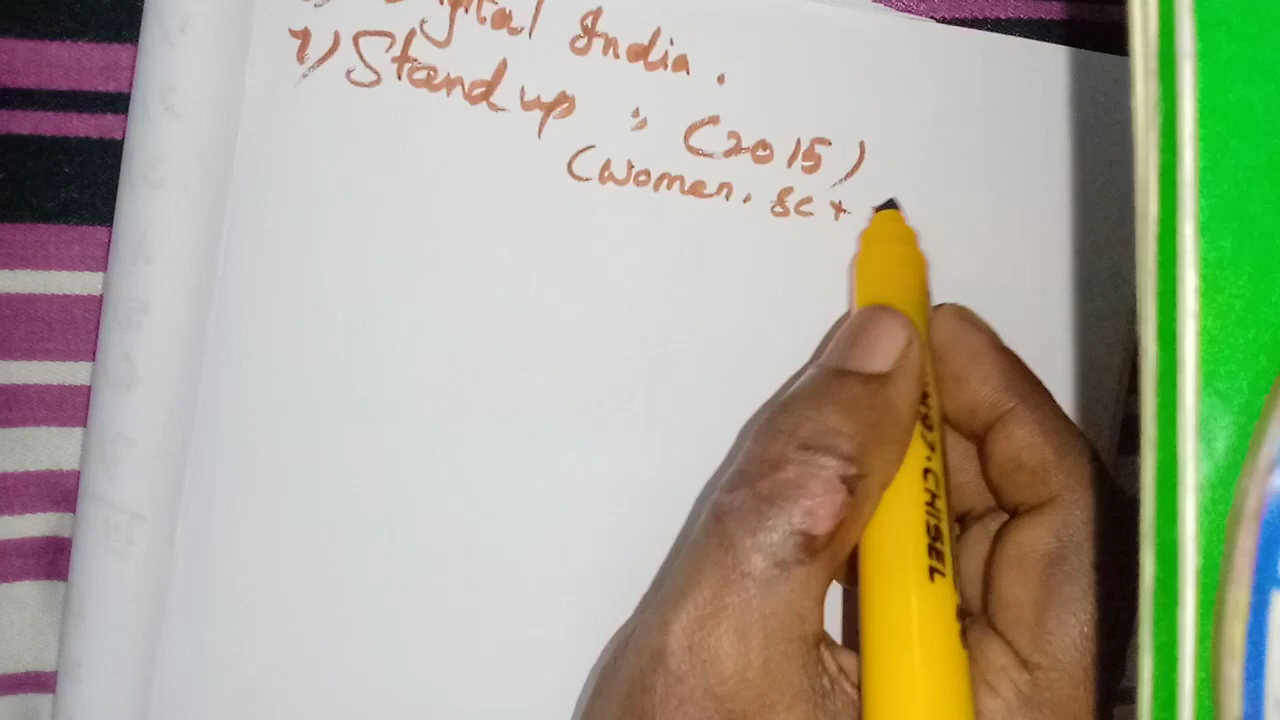 Digital India.
7) Standup : (2015)
(Women. SC +
CHISEL